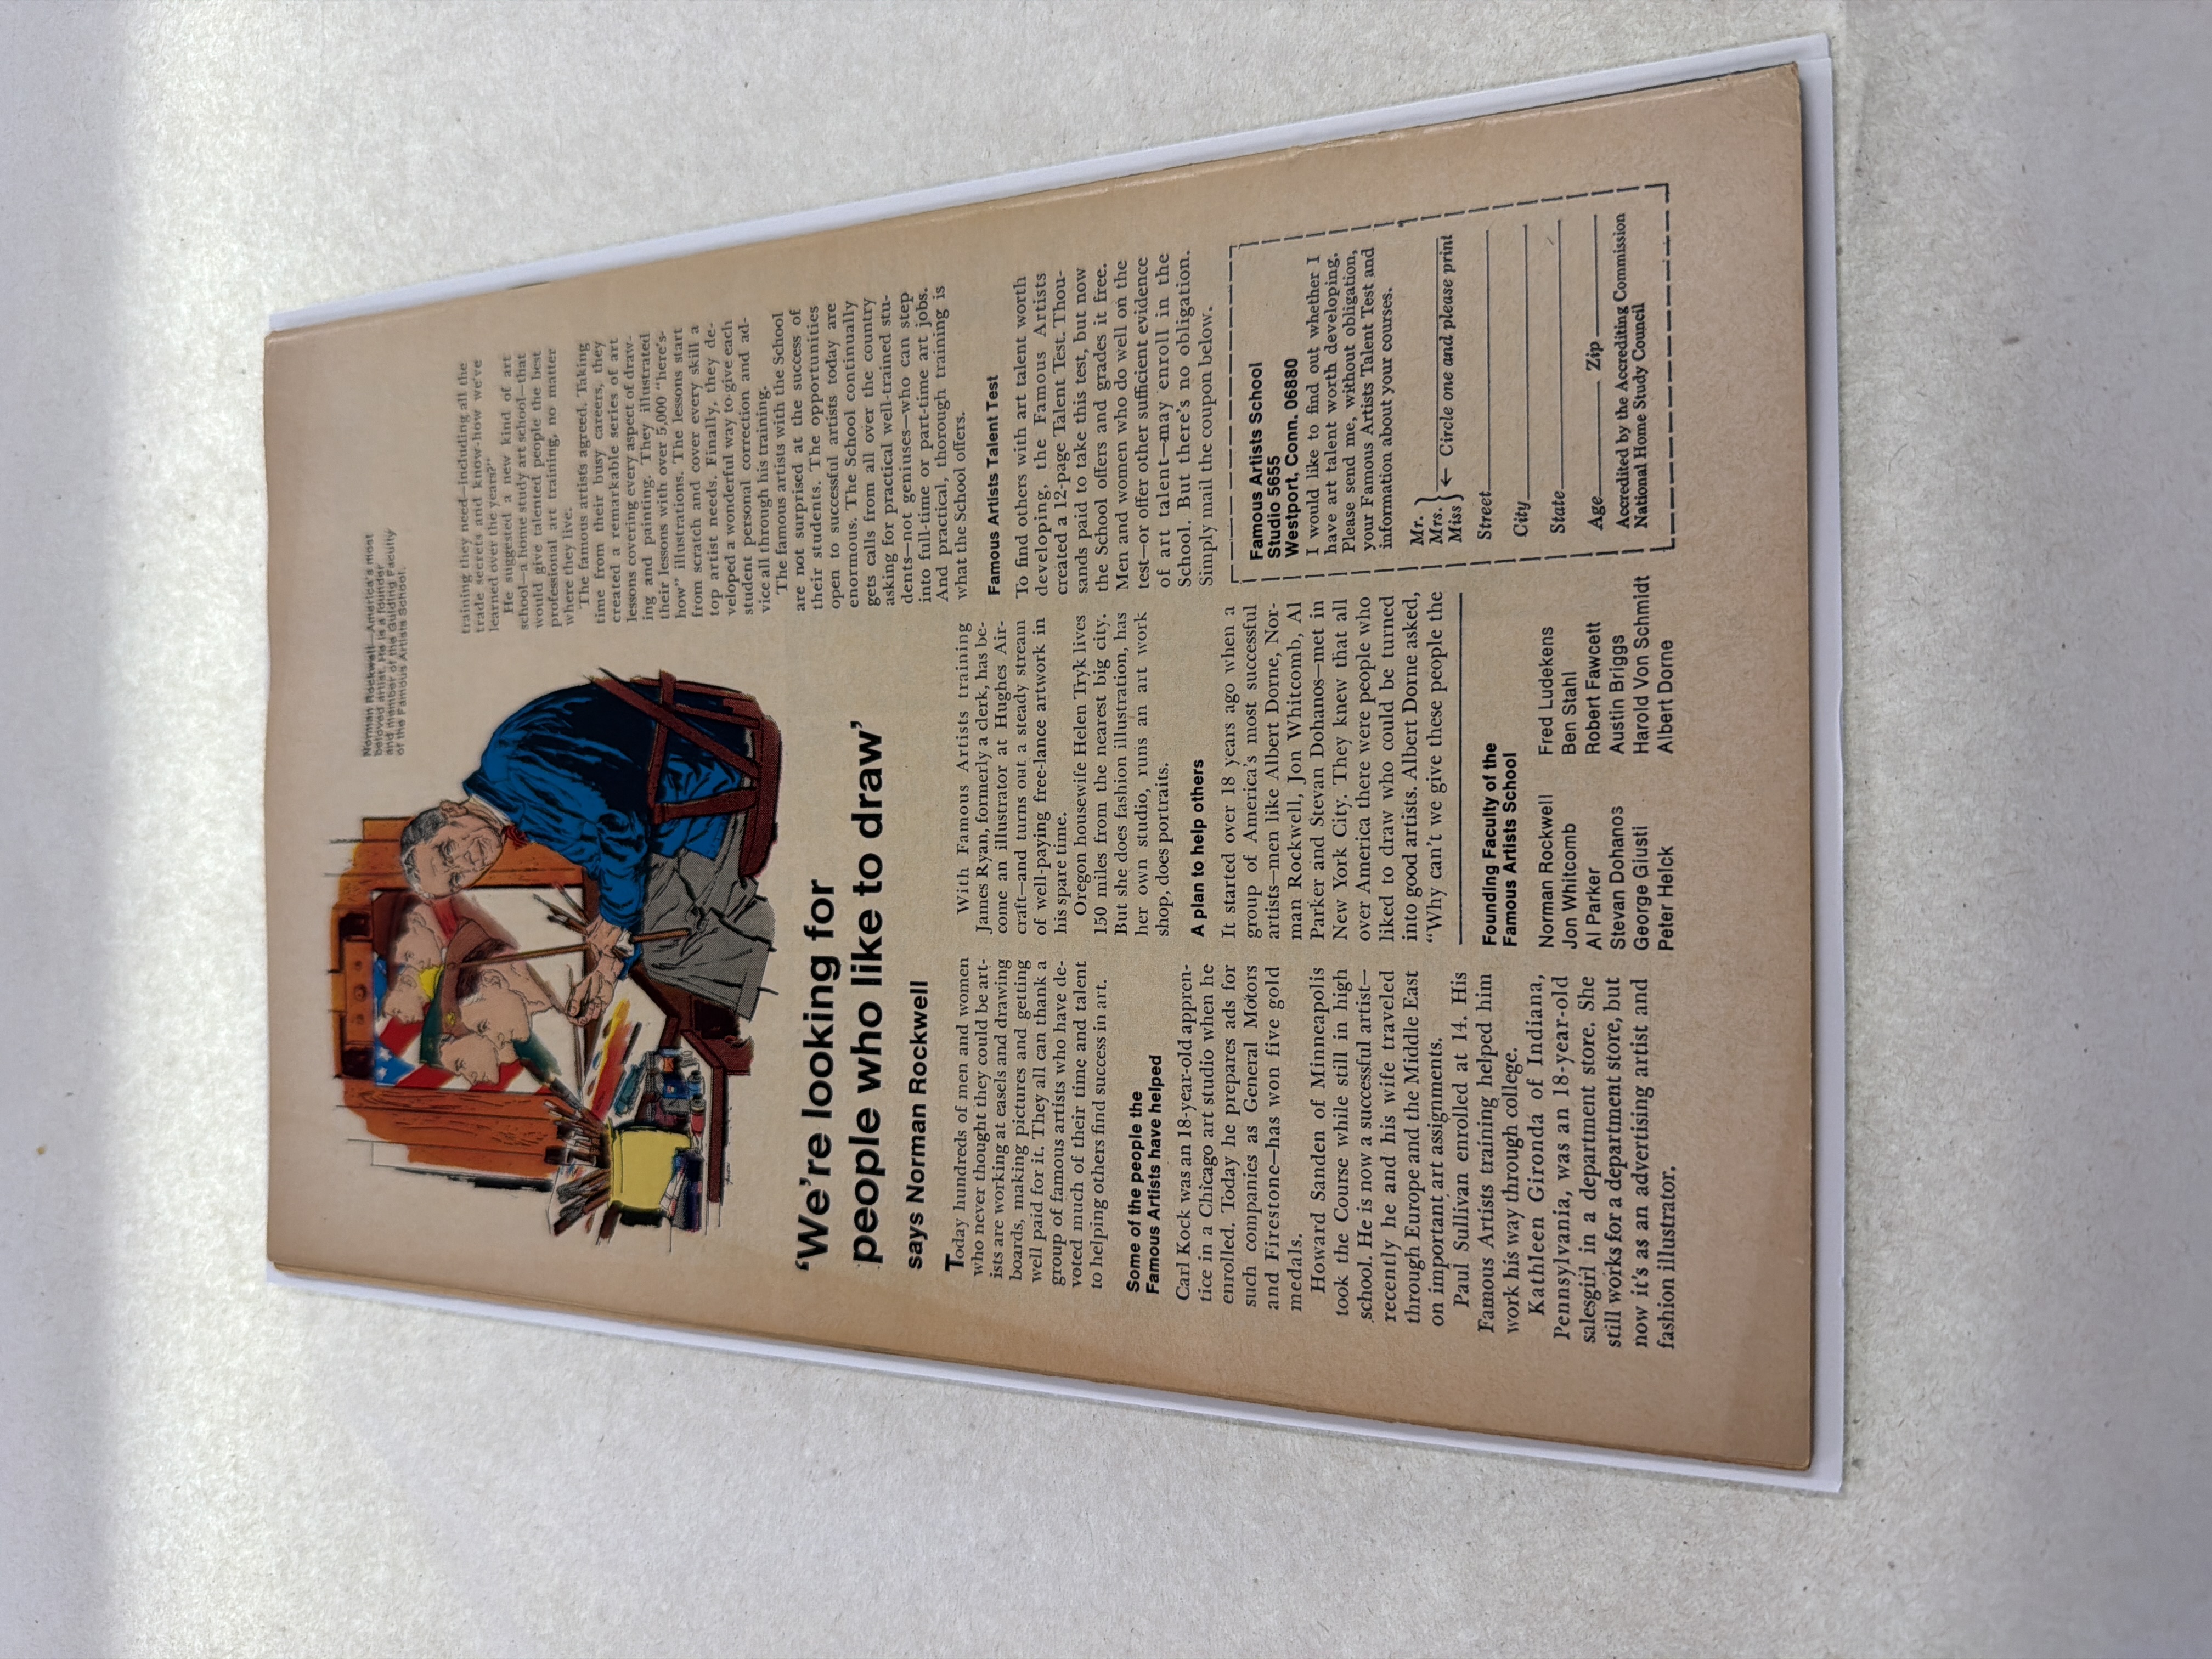 Norman Rockwell—America's most
beloved artist. He is a founder
and member of the Guiding Faculty
of the Famous Artists School.
‘We’re looking for
people who like to draw’
says Norman Rockwell
Today hundreds of men and women
who never thought they could be art-
ists are working at easels and drawing
boards, making pictures and getting
well paid for it. They all can thank a
group of famous artists who have de-
voted much of their time and talent
to helping others find success in art.
Some of the people the
Famous Artists have helped
Carl Kock was an 18-year-old appren-
tice in a Chicago art studio when he
enrolled. Today he prepares ads for
such companies as General Motors
and Firestone—has won five gold
medals.
Howard Sanden of Minneapolis
took the Course while still in high
school. He is now a successful artist—
recently he and his wife traveled
through Europe and the Middle East
on important art assignments.
Paul Sullivan enrolled at 14. His
Famous Artists training helped him
work his way through college.
Kathleen Gironda of Indiana,
Pennsylvania, was an 18-year-old
salesgirl in a department store. She
still works for a department store, but
now it's as an advertising artist and
fashion illustrator.
With Famous Artists training
James Ryan, formerly a clerk, has be-
come an illustrator at Hughes Air-
craft—and turns out a steady stream
of well-paying free-lance artwork in
his spare time.
Oregon housewife Helen Tryk lives
150 miles from the nearest big city.
But she does fashion illustration, has
her own studio, runs an art work
shop, does portraits.
A plan to help others
It started over 18 years ago when a
group of America's most successful
artists—men like Albert Dorne, Nor-
man Rockwell, Jon Whitcomb, Al
Parker and Stevan Dohanos—met in
New York City. They knew that all
over America there were people who
liked to draw who could be turned
into good artists. Albert Dorne asked,
“Why can't we give these people the
Founding Faculty of the
Famous Artists School
Norman Rockwell
Jon Whitcomb
Al Parker
Stevan Dohanos
George Giusti
Peter Helck
Fred Ludekens
Ben Stahl
Robert Fawcett
Austin Briggs
Harold Von Schmidt
Albert Dorne
training they need—including all the
trade secrets and know-how we've
learned over the years?”
He suggested a new kind of art
school—a home study art school—that
would give talented people the best
professional art training, no matter
where they live.
The famous artists agreed. Taking
time from their busy careers, they
created a remarkable series of art
lessons covering every aspect of draw-
ing and painting. They illustrated
their lessons with over 5,000 “here's-
how” illustrations. The lessons start
from scratch and cover every skill a
top artist needs. Finally, they de-
veloped a wonderful way to give each
student personal correction and ad-
vice all through his training.
The famous artists with the School
are not surprised at the success of
their students. The opportunities
open to successful artists today are
enormous. The School continually
gets calls from all over the country
asking for practical well-trained stu-
dents—not geniuses—who can step
into full-time or part-time art jobs.
And practical, thorough training is
what the School offers.
Famous Artists Talent Test
To find others with art talent worth
developing, the Famous Artists
created a 12-page Talent Test. Thou-
sands paid to take this test, but now
the School offers and grades it free.
Men and women who do well on the
test—or offer other sufficient evidence
of art talent—may enroll in the
School. But there's no obligation.
Simply mail the coupon below.
Famous Artists School
Studio 5655
Westport, Conn. 06880
I would like to find out whether I
have art talent worth developing.
Please send me, without obligation,
your Famous Artists Talent Test and
information about your courses.
Mr.
Mrs. ← Circle one and please print
Miss
Street
City
State
Age Zip
Accredited by the Accrediting Commission
National Home Study Council